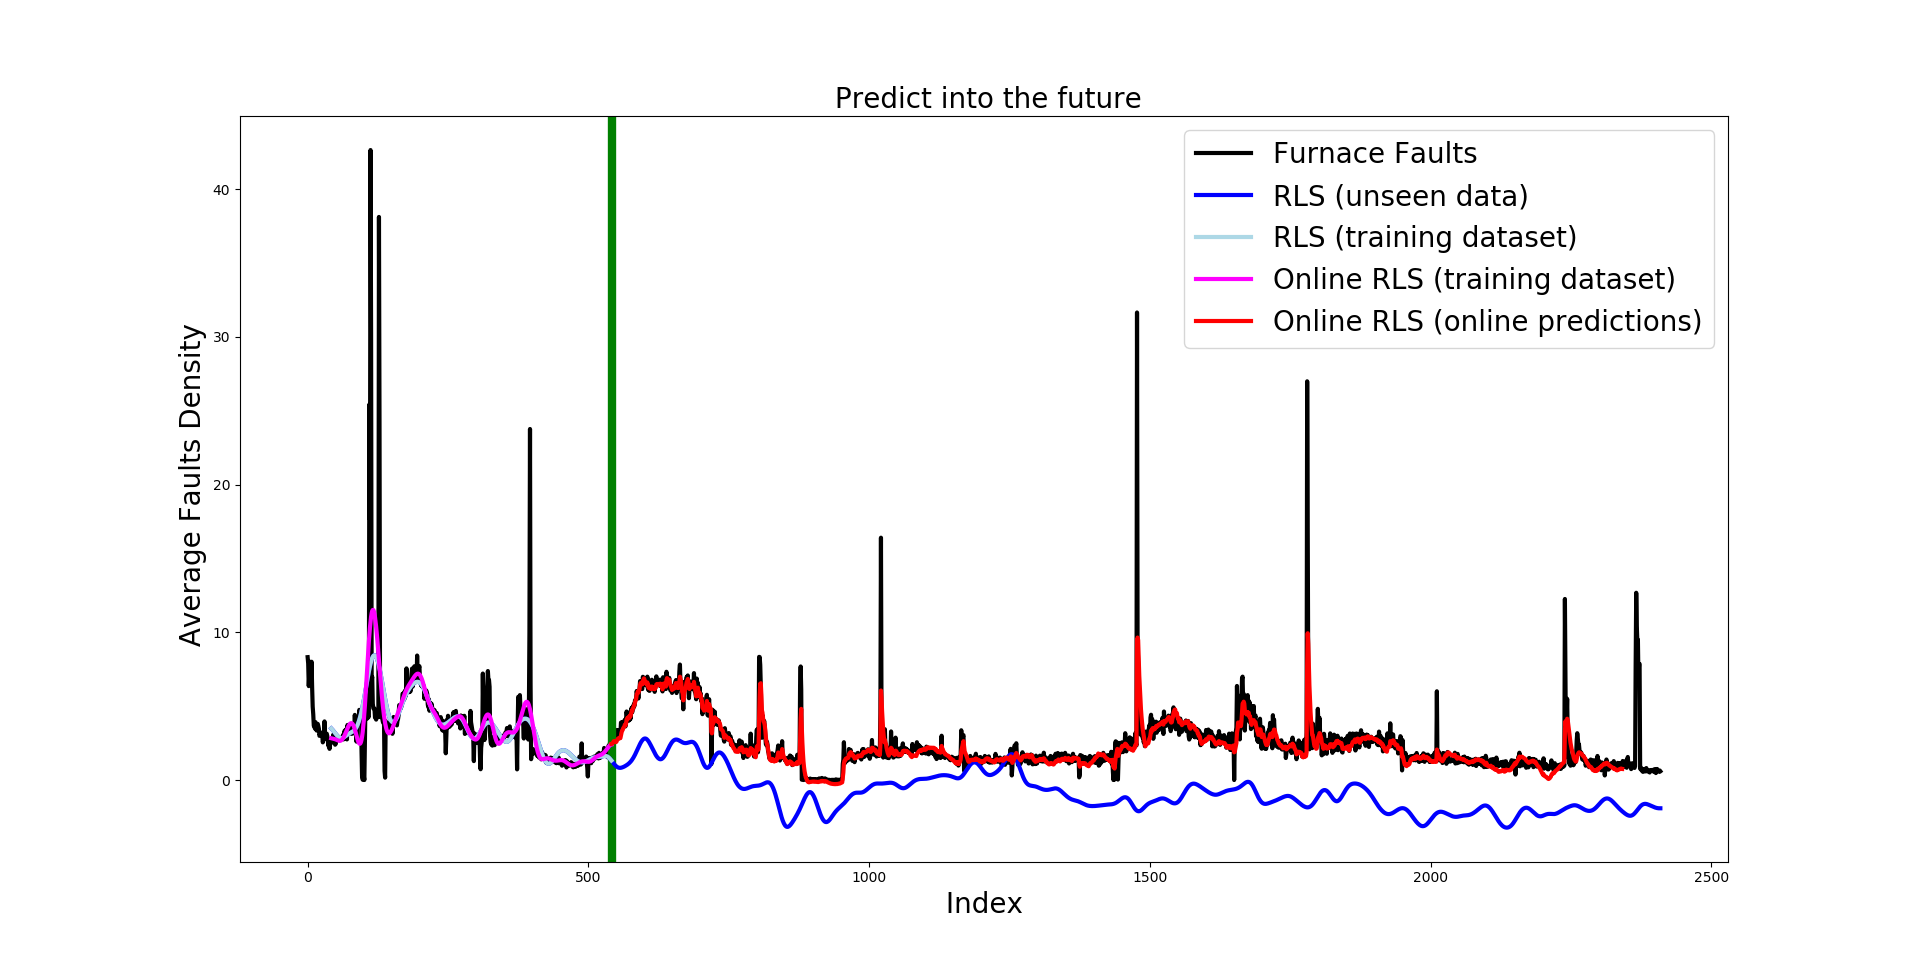 Predict into the future
Furnace Faults
RLS (unseen data)
RLS (training dataset)
Online RLS (training dataset)
Online RLS (online predictions)
Average Faults Density
40
30
20
10
0
0 500 1000 1500 2000 2500
Index